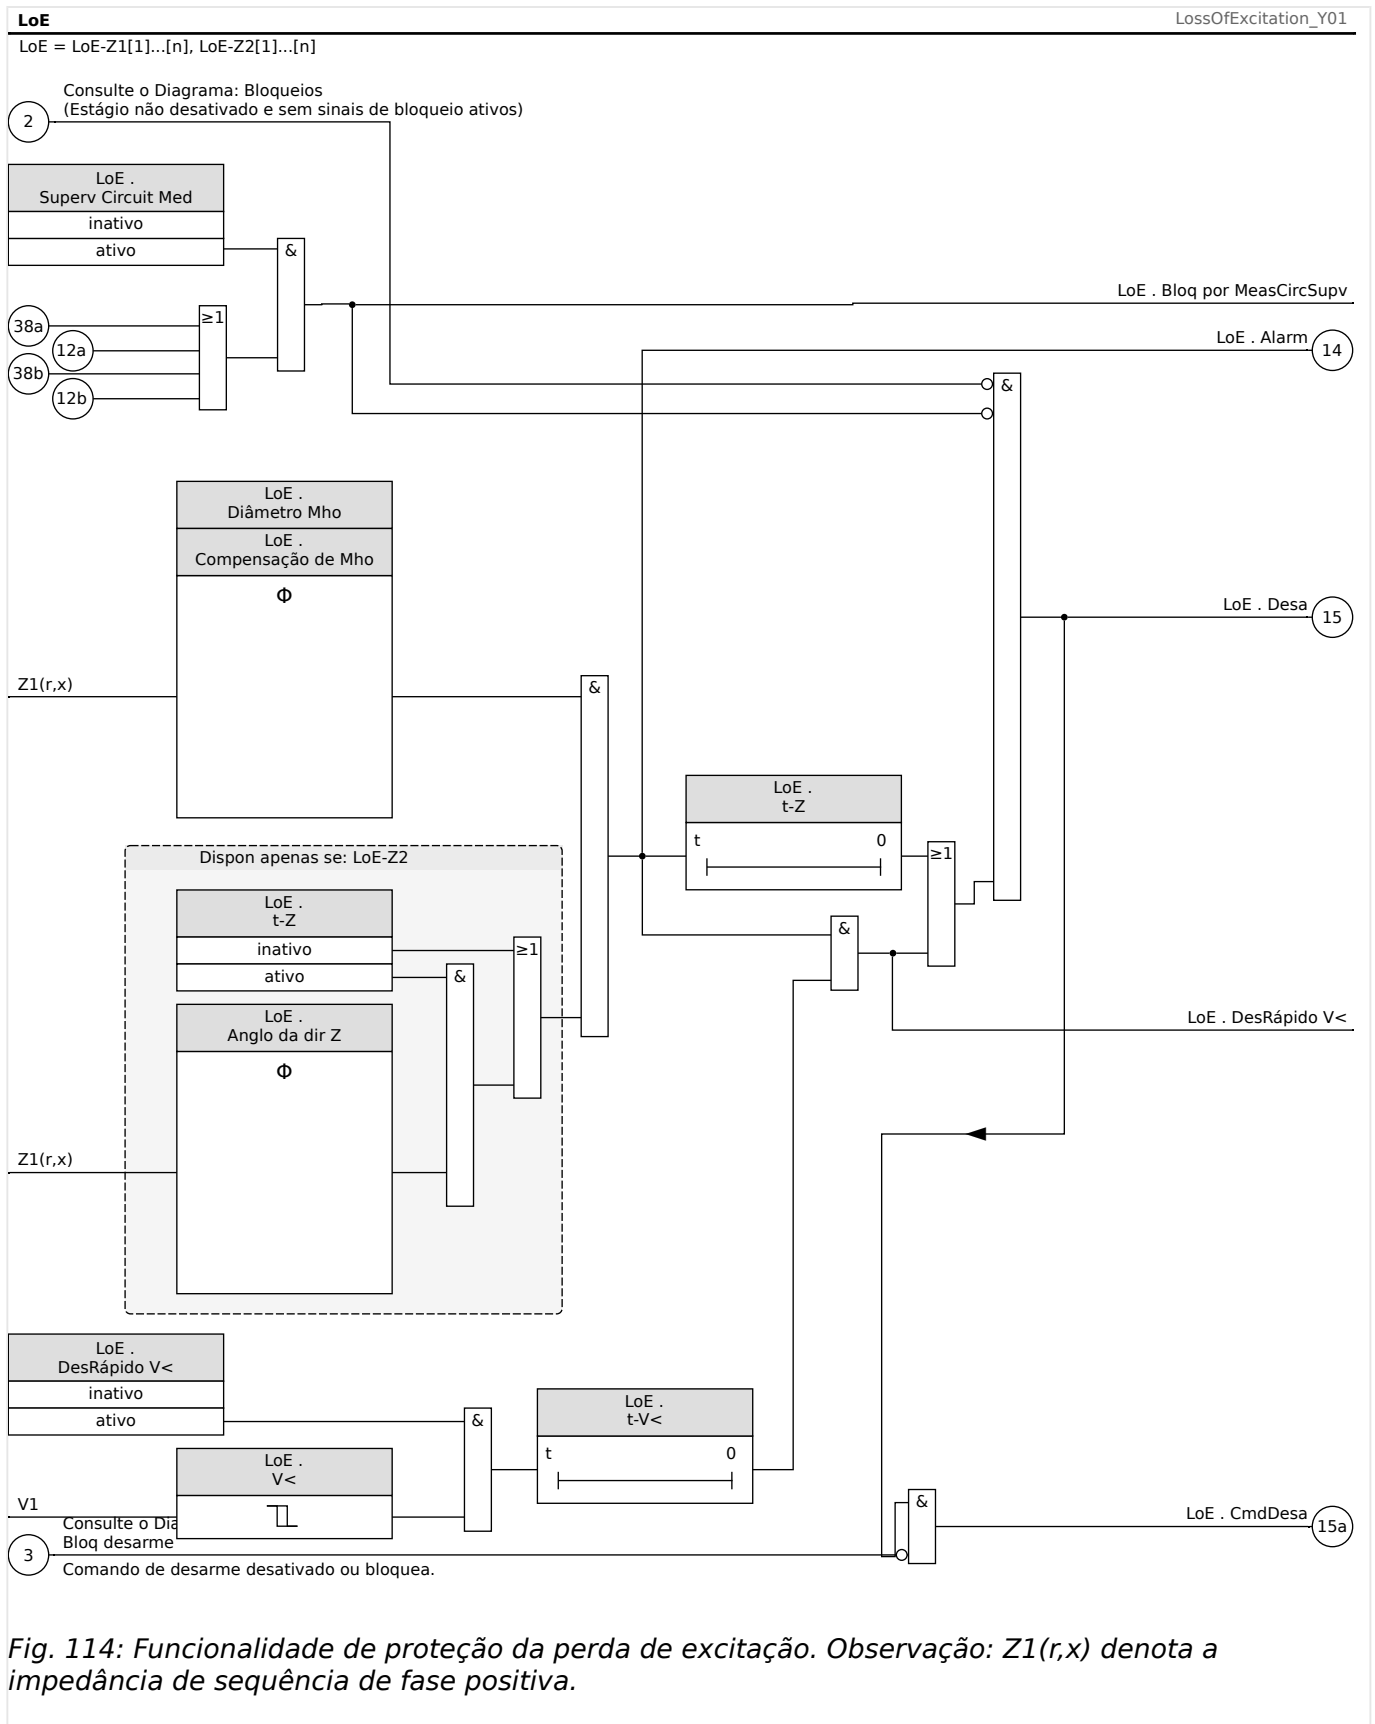 LoE
LossOfExcitation_Y01
LoE = LoE-Z1[1]...[n], LoE-Z2[1]...[n]
Consulte o Diagrama: Bloqueios
(Estágio não desativado e sem sinais de bloqueio ativos)
2
LoE .
Superv Circuit Med
inativo
ativo
&
LoE . Bloq por MeasCircSupv
38a
≥1
12a
38b
12b
LoE . Alarm
14
&
LoE .
Diâmetro Mho
LoE .
Compensação de Mho
Φ
LoE . Desa
15
Z1(r,x)
&
LoE .
t-Z
t 0
≥1
Dispon apenas se: LoE-Z2
LoE .
t-Z
inativo
ativo
&
≥1
&
LoE .
Anglo da dir Z
Φ
LoE . DesRápido V<
Z1(r,x)
LoE .
DesRápido V<
inativo
ativo
&
LoE .
t-V<
t 0
LoE .
V<
V1
Consulte o Dia
Bloq desarme
3
Comando de desarme desativado ou bloquea.
&
LoE . CmdDesa
15a
Fig. 114: Funcionalidade de proteção da perda de excitação. Observação: Z1(r,x) denota a
impedância de sequência de fase positiva.